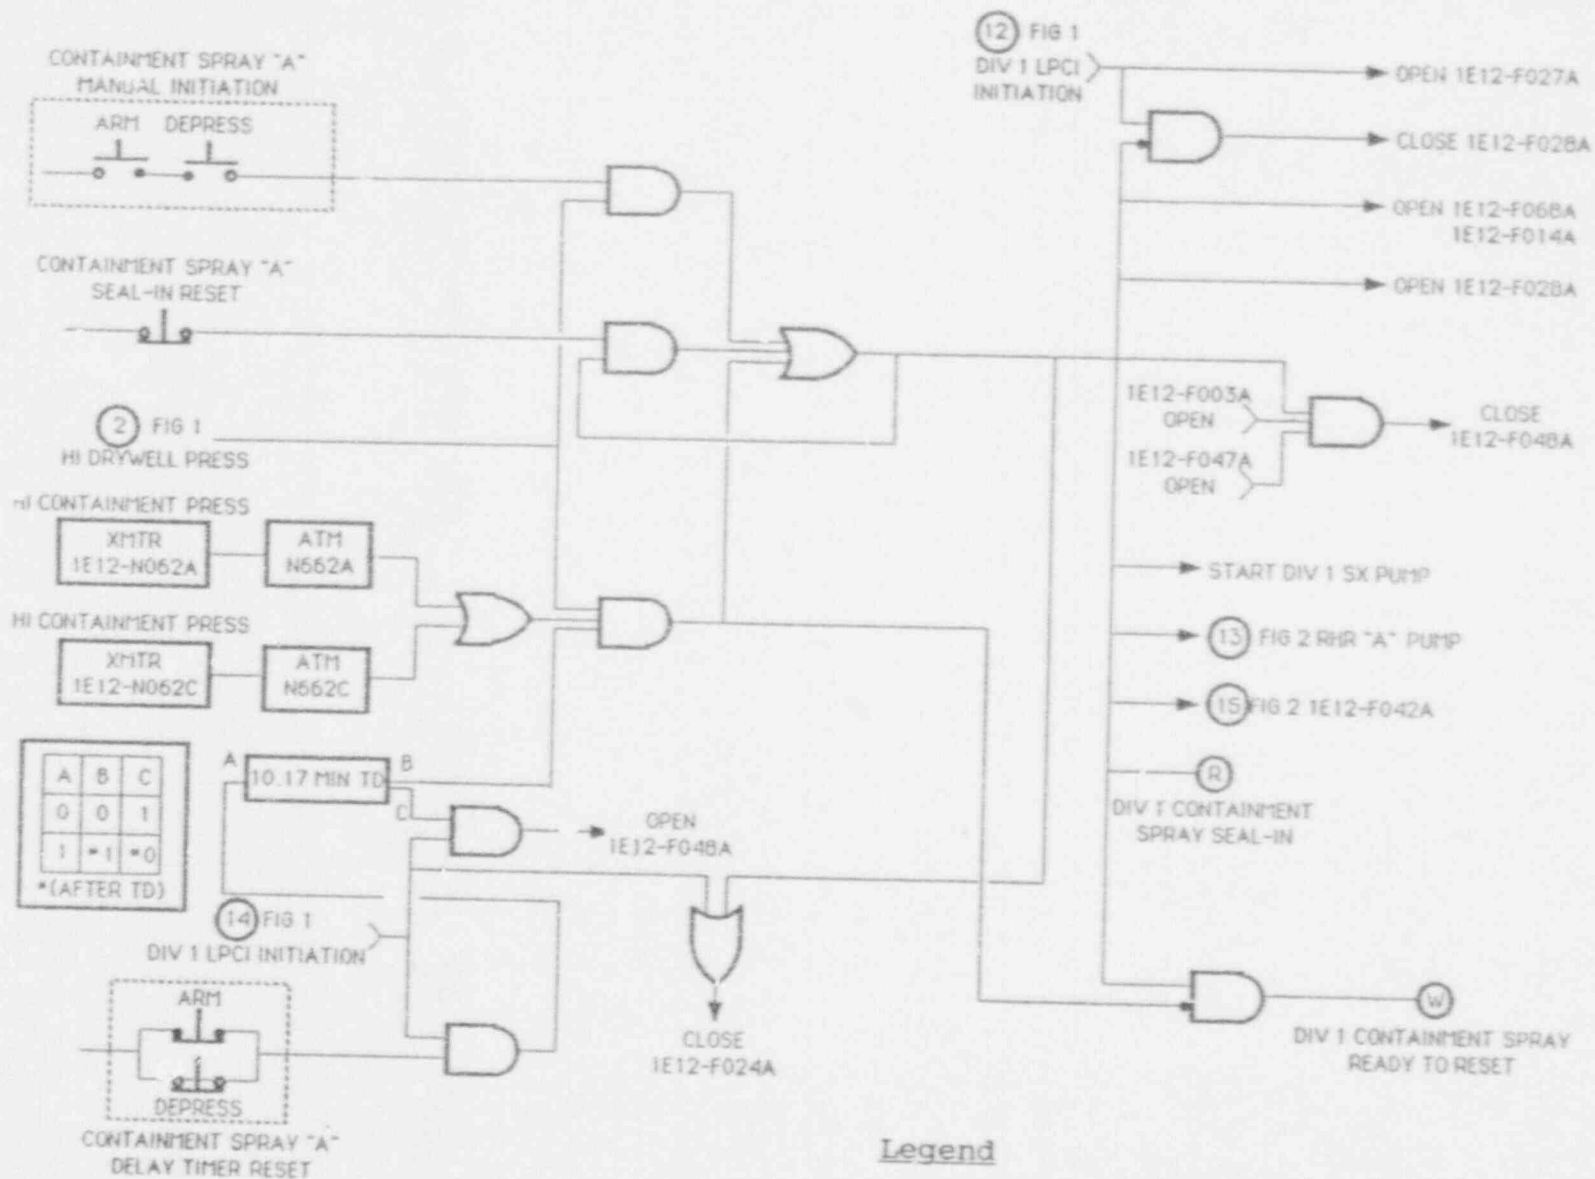 CONTAINMENT SPRAY "A"
MANUAL INITIATION
ARM DEPRESS
CONTAINMENT SPRAY "A"
SEAL-IN RESET
2 FIG 1
HI DRYWELL PRESS
HI CONTAINMENT PRESS
XMTR
1E12-N062A
ATM
N662A
HI CONTAINMENT PRESS
XMTR
1E12-N062C
ATM
N662C
A B C
0 0 1
1 *1 *0
*(AFTER TD)
A
10.17 MIN TD
B
C
OPEN
1E12-F048A
14 FIG 1
DIV 1 LPCI INITIATION
ARM
DEPRESS
CONTAINMENT SPRAY "A"
DELAY TIMER RESET
CLOSE
1E12-F024A
12 FIG 1
DIV 1 LPCI
INITIATION
OPEN 1E12-F027A
CLOSE 1E12-F028A
OPEN 1E12-F068A
1E12-F014A
OPEN 1E12-F028A
1E12-F003A
OPEN
1E12-F047A
OPEN
CLOSE
1E12-F048A
START DIV 1 SX PUMP
13 FIG 2 RHR "A" PUMP
15 FIG 2 1E12-F042A
R
DIV 1 CONTAINMENT
SPRAY SEAL-IN
W
DIV 1 CONTAINMENT SPRAY
READY TO RESET
Legend